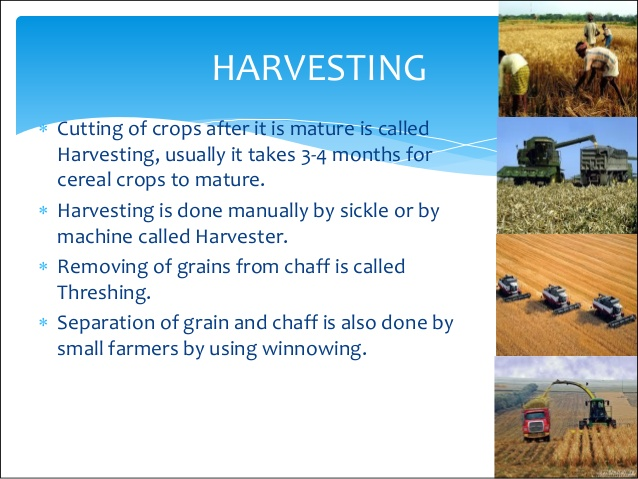 HARVESTING
* Cutting of crops after it is mature is called
Harvesting, usually it takes 3-4 months for
cereal crops to mature.
* Harvesting is done manually by sickle or by
machine called Harvester.
* Removing of grains from chaff is called
Threshing.
* Separation of grain and chaff is also done by
small farmers by using winnowing.